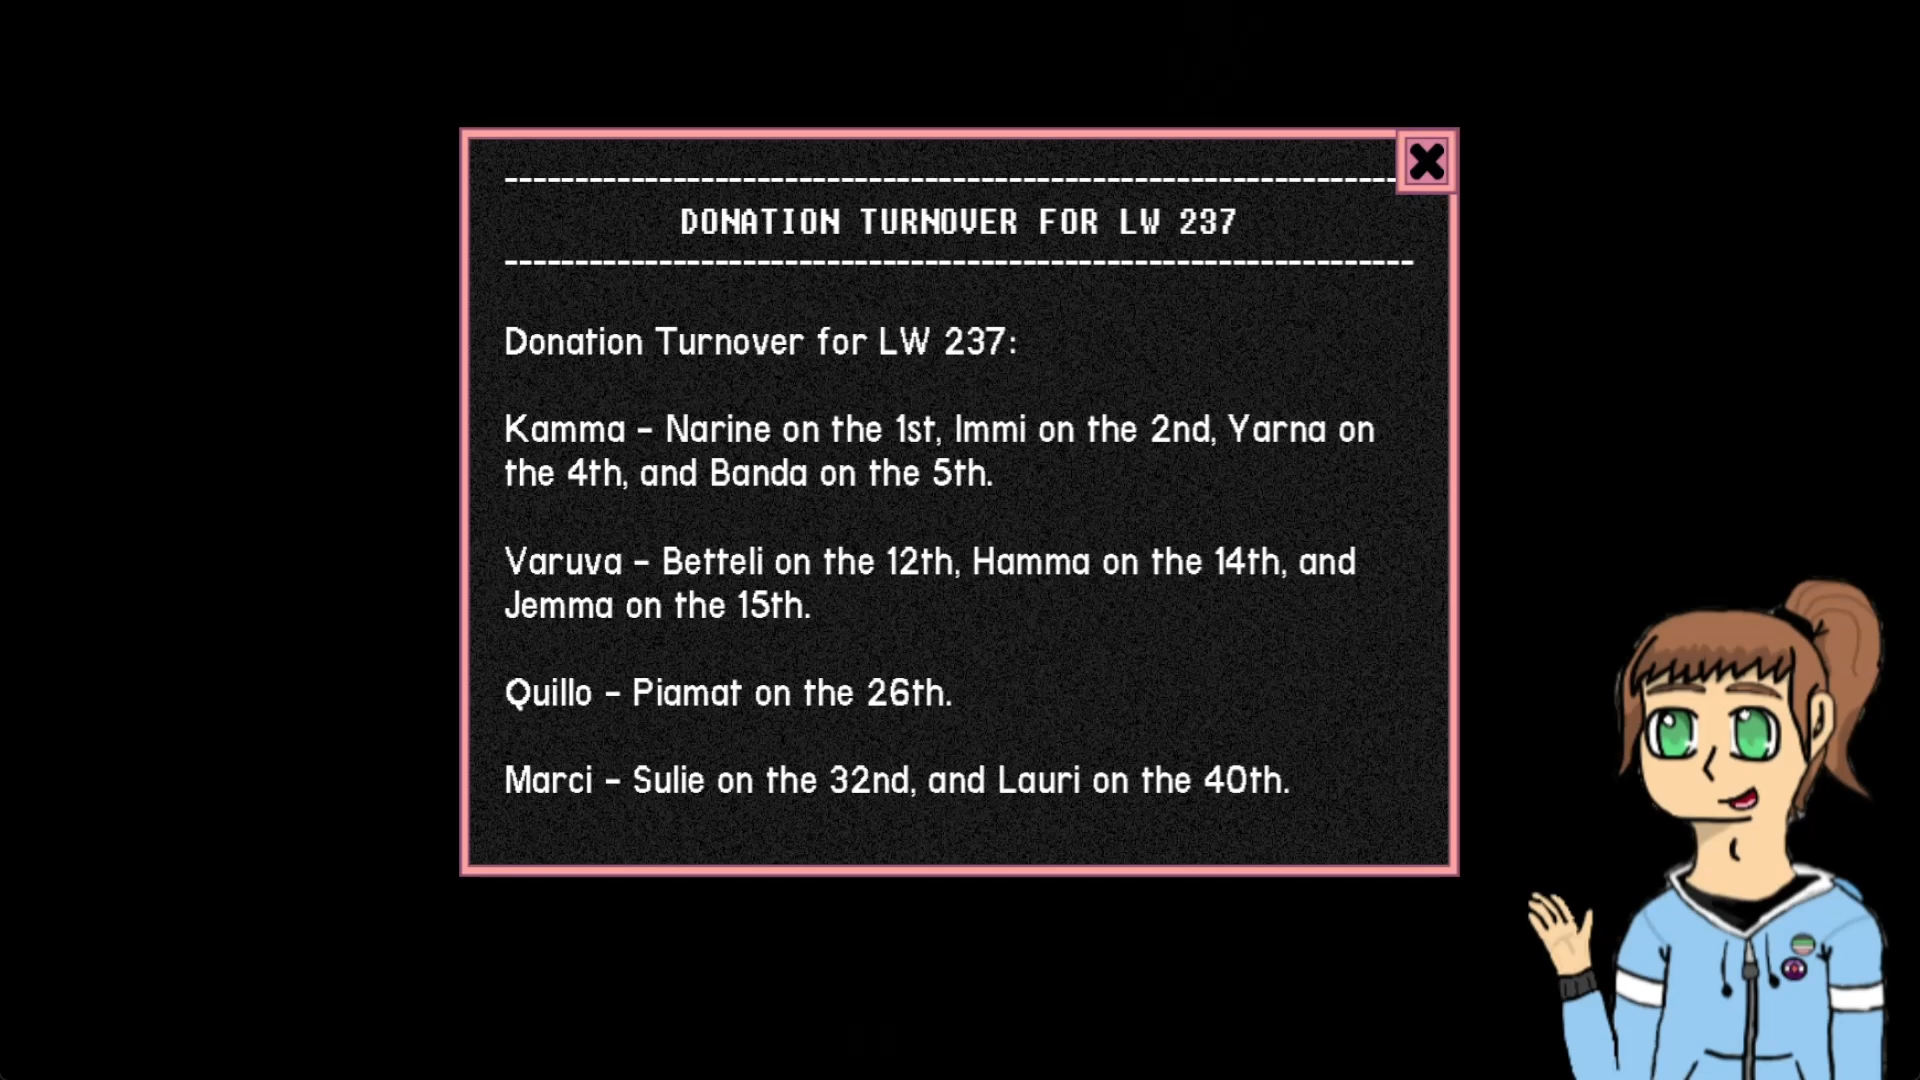 DONATION TURNOVER FOR LW 237
Donation Turnover for LW 237:
Kamma - Narine on the 1st, Immi on the 2nd, Yarna on
the 4th, and Banda on the 5th.
Varuva - Betteli on the 12th, Hamma on the 14th, and
Jemma on the 15th.
Quillo - Piamat on the 26th.
Marci - Sulie on the 32nd, and Lauri on the 40th.